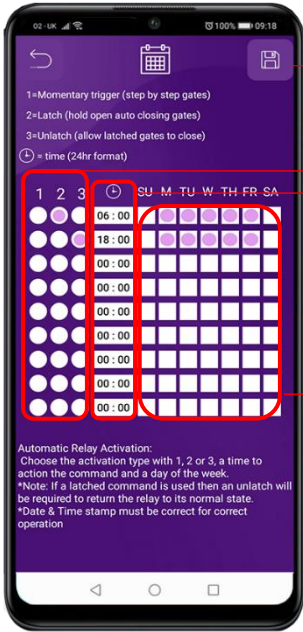 02-UK 100% 09:18
1=Momentary trigger (step by step gates)
2=Latch (hold open auto closing gates)
3=Unlatch (allow latched gates to close)
= time (24hr format)
1 2 3 SU M TU W TH FR SA
06 : 00
18 : 00
00 : 00
00 : 00
00 : 00
00 : 00
00 : 00
00 : 00
00 : 00
Automatic Relay Activation:
Choose the activation type with 1, 2 or 3, a time to
action the command and a day of the week.
*Note: If a latched command is used then an unlatch will
be required to return the relay to its normal state.
*Date & Time stamp must be correct for correct
operation